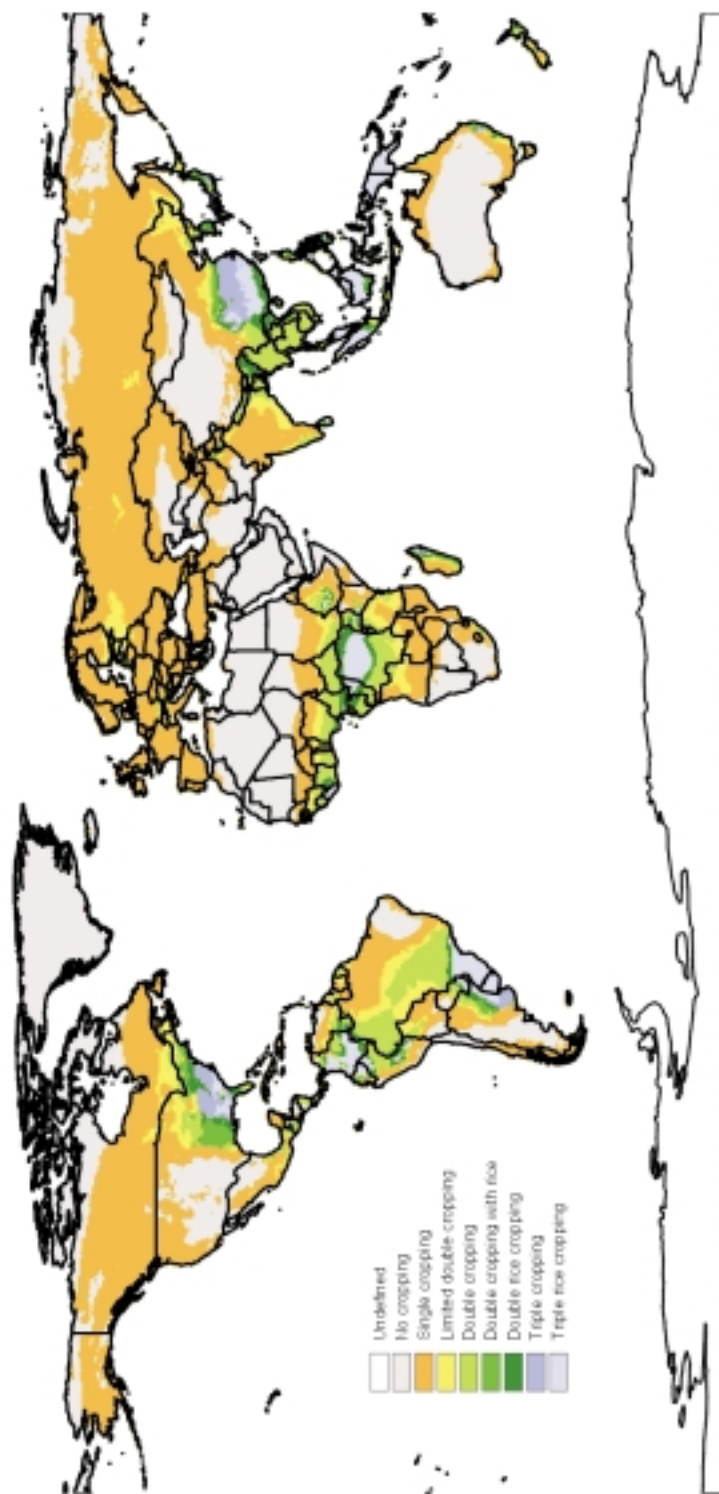 Undefined
No cropping
Single cropping
Limited double cropping
Double cropping
Double cropping with rice
Double rice cropping
Triple cropping
Triple rice cropping